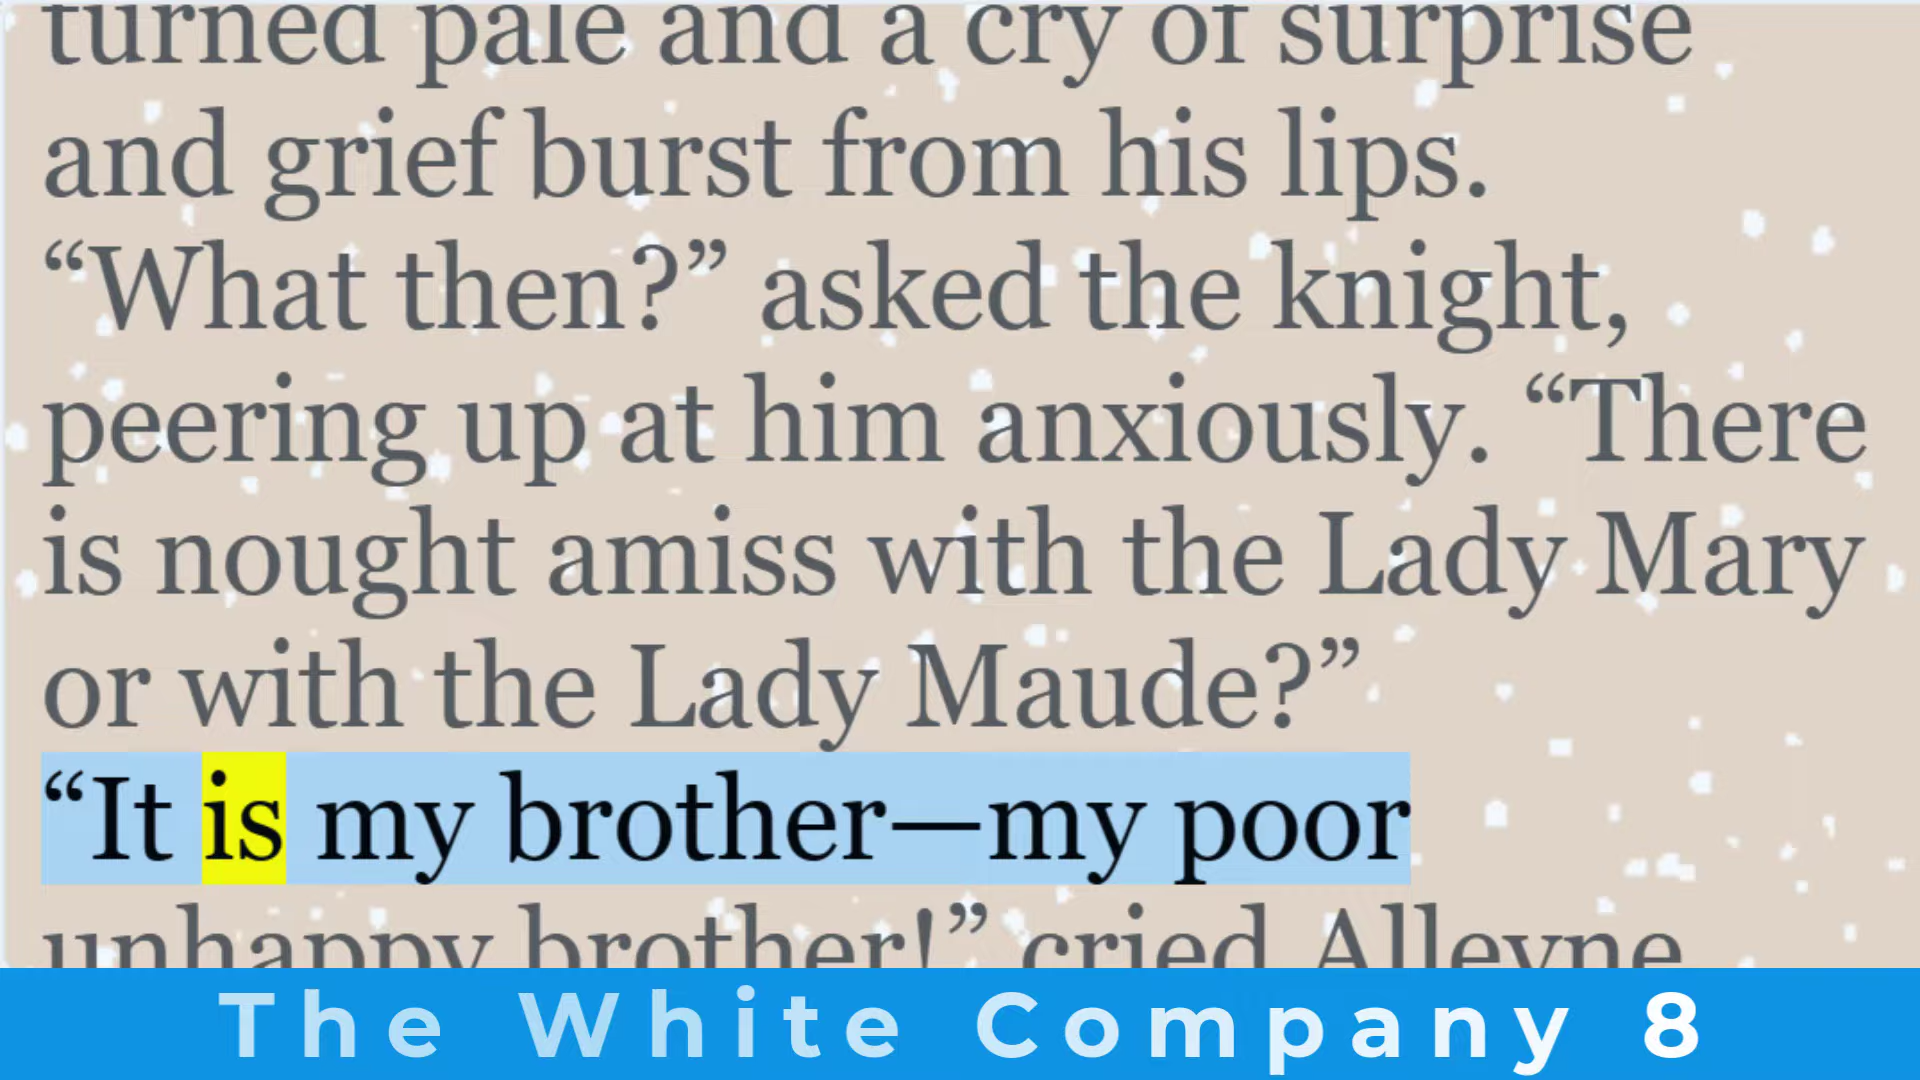 turned pale and a cry of surprise
and grief burst from his lips.
“What then?” asked the knight,
peering up at him anxiously. “There
is nought amiss with the Lady Mary
or with the Lady Maude?”
“It is my brother—my poor
unhappy brother!” cried Alleyne
The White Company 8